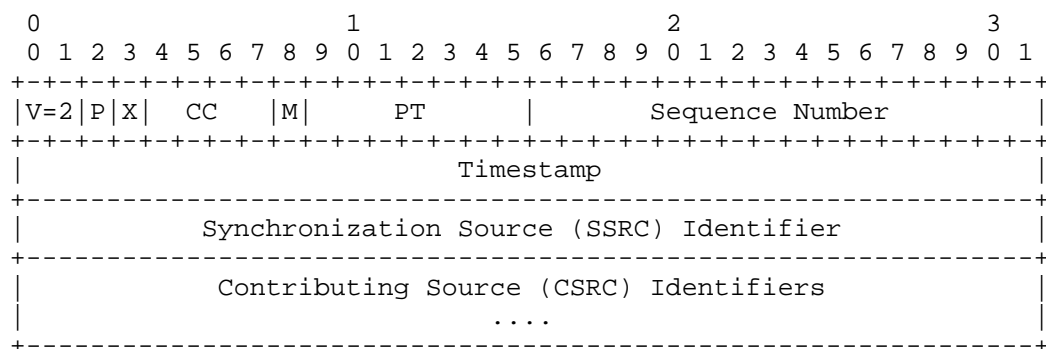 0                   1                   2                   3
 0 1 2 3 4 5 6 7 8 9 0 1 2 3 4 5 6 7 8 9 0 1 2 3 4 5 6 7 8 9 0 1
+-+-+-+-+-+-+-+-+-+-+-+-+-+-+-+-+-+-+-+-+-+-+-+-+-+-+-+-+-+-+-+-+
|V=2|P|X|  CC   |M|     PT      |       Sequence Number         |
+-+-+-+-+-+-+-+-+-+-+-+-+-+-+-+-+-+-+-+-+-+-+-+-+-+-+-+-+-+-+-+-+
|                           Timestamp                           |
+---------------------------------------------------------------+
|           Synchronization Source (SSRC) Identifier            |
+---------------------------------------------------------------+
|            Contributing Source (CSRC) Identifiers             |
|                             ....                              |
+---------------------------------------------------------------+